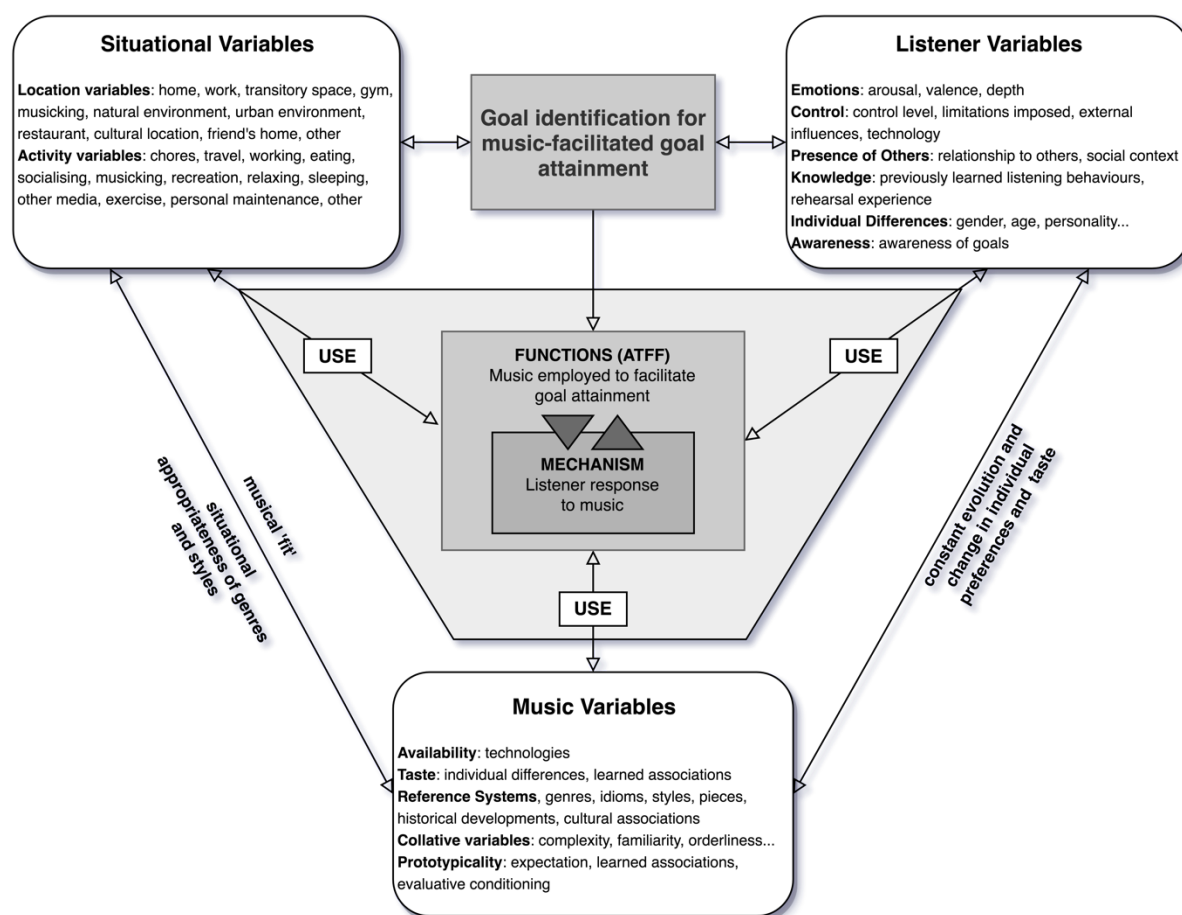 Situational Variables
Location variables: home, work, transitory space, gym,
musicking, natural environment, urban environment,
restaurant, cultural location, friend's home, other
Activity variables: chores, travel, working, eating,
socialising, musicking, recreation, relaxing, sleeping,
other media, exercise, personal maintenance, other
Goal identification for
music-facilitated goal
attainment
Listener Variables
Emotions: arousal, valence, depth
Control: control level, limitations imposed, external
influences, technology
Presence of Others: relationship to others, social context
Knowledge: previously learned listening behaviours,
rehearsal experience
Individual Differences: gender, age, personality...
Awareness: awareness of goals
USE
FUNCTIONS (ATFF)
Music employed to facilitate
goal attainment
MECHANISM
Listener response
to music
USE
USE
musical 'fit'
situational
appropriateness of genres
and styles
constant evolution and
change in individual
preferences and taste
Music Variables
Availability: technologies
Taste: individual differences, learned associations
Reference Systems, genres, idioms, styles, pieces,
historical developments, cultural associations
Collative variables: complexity, familiarity, orderliness...
Prototypicality: expectation, learned associations,
evaluative conditioning